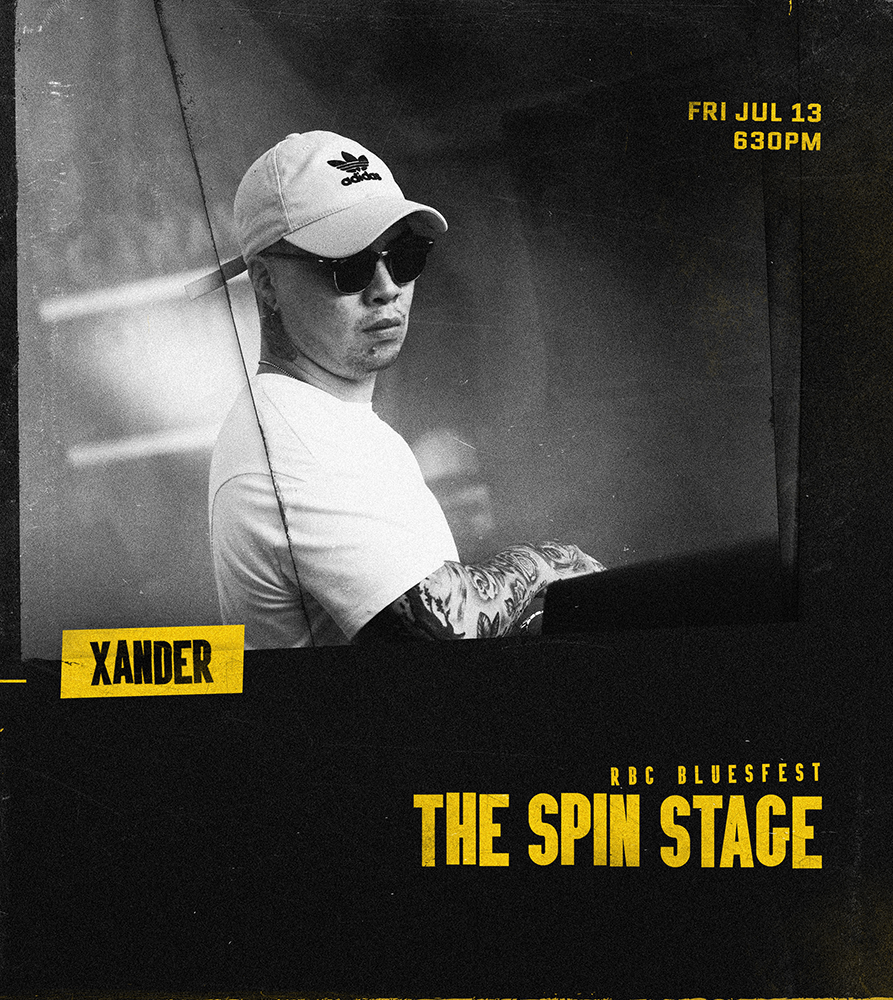 FRI JUL 13
630PM
adidas
XANDER
RBC BLUESFEST
THE SPIN STAGE